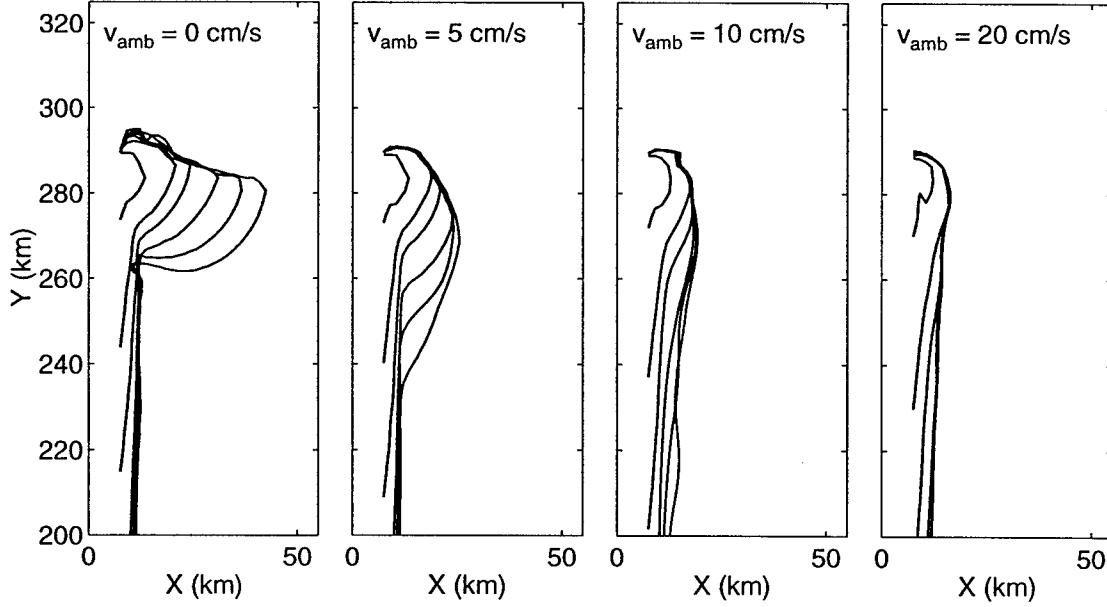 v_amb = 0 cm/s
v_amb = 5 cm/s
v_amb = 10 cm/s
v_amb = 20 cm/s
320
300
280
260
240
220
200
Y (km)
0 50
0 50
0 50
0 50
X (km)
X (km)
X (km)
X (km)